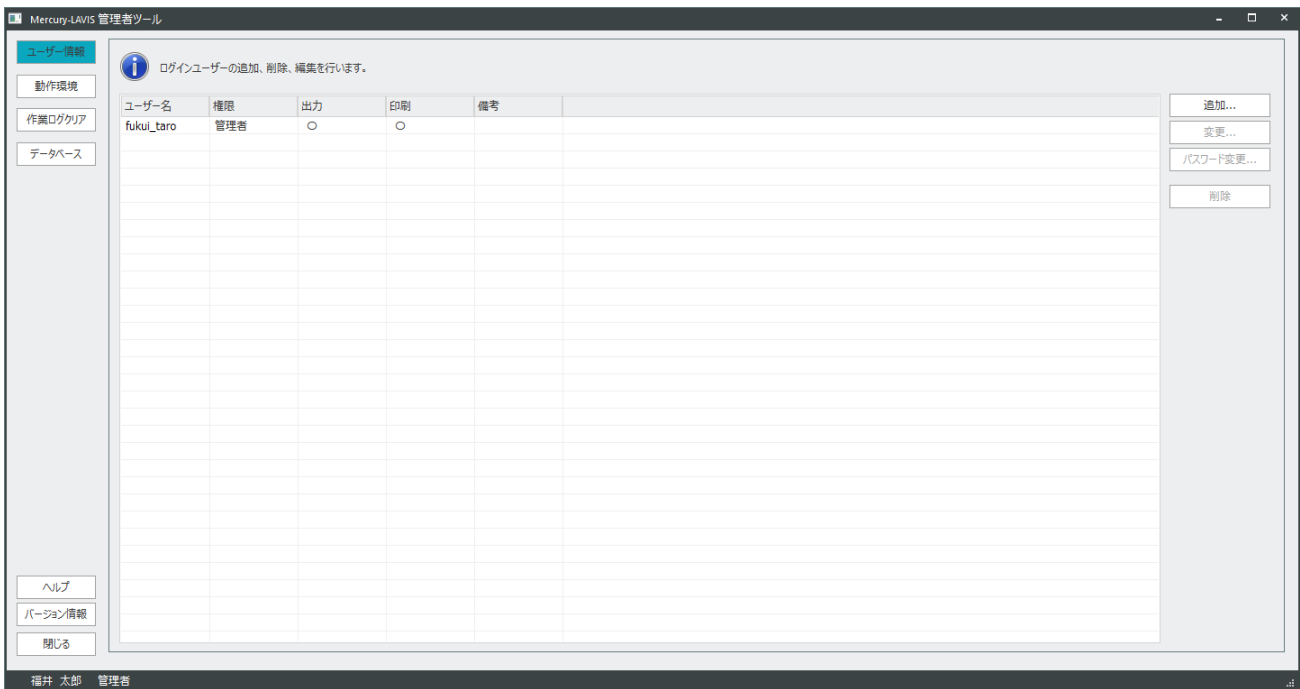 Mercury-LAVIS 管理者ツール
ユーザー情報
動作環境
作業ログクリア
データベース
ログインユーザーの追加、削除、編集を行います。
ユーザー名 権限 出力 印刷 備考
fukui_taro 管理者 ○ ○
追加...
変更...
パスワード変更...
削除
ヘルプ
バージョン情報
閉じる
福井 太郎 管理者